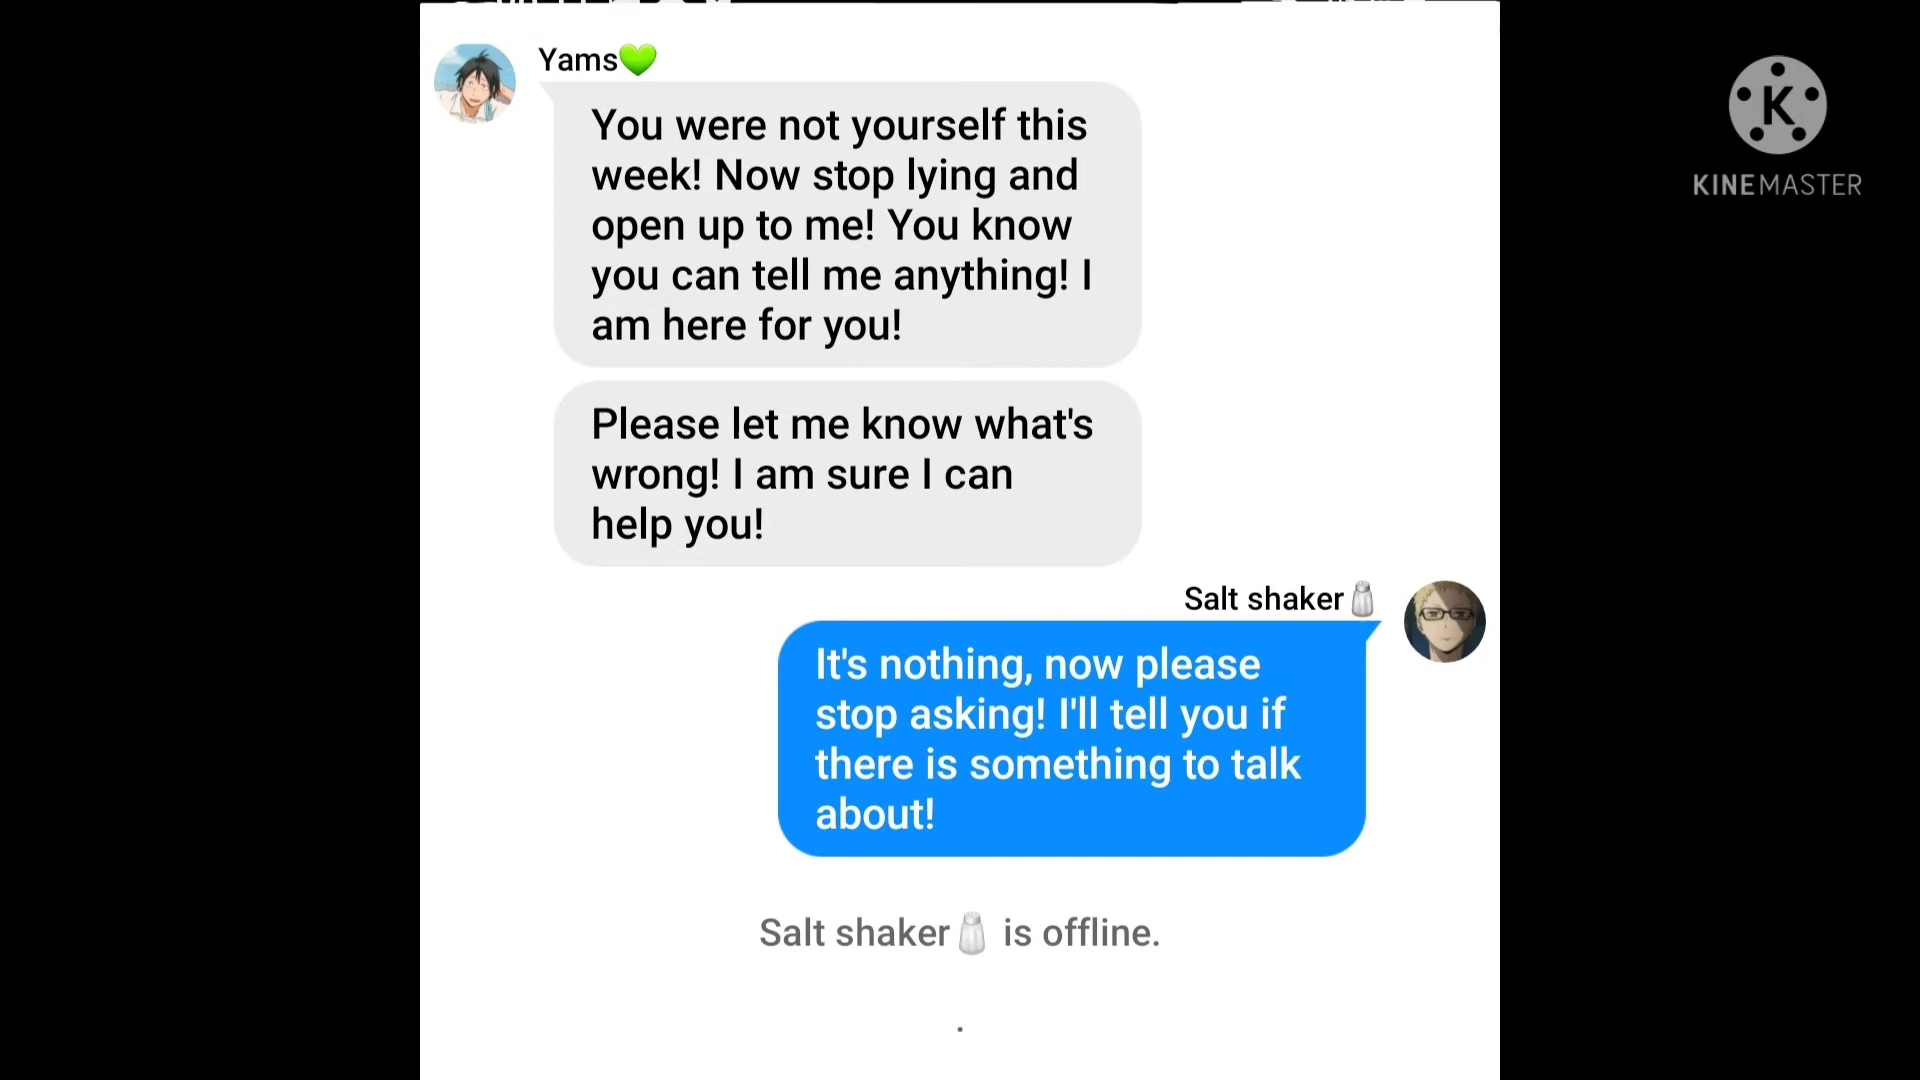 Yams💚
You were not yourself this
week! Now stop lying and
open up to me! You know
you can tell me anything! I
am here for you!
Please let me know what's
wrong! I am sure I can
help you!
Salt shaker🧂
It's nothing, now please
stop asking! I'll tell you if
there is something to talk
about!
Salt shaker🧂 is offline.
.
K
KINEMASTER